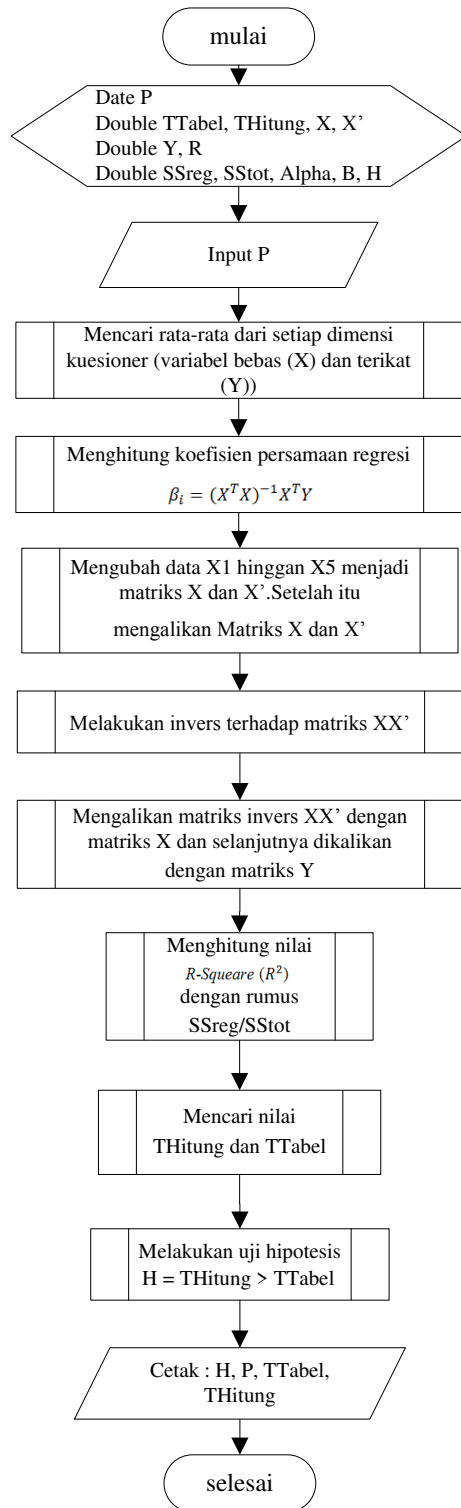 mulai
Date P
Double TTabel, THitung, X, X’
Double Y, R
Double SSreg, SStot, Alpha, B, H
Input P
Mencari rata-rata dari setiap dimensi
kuesioner (variabel bebas (X) dan terikat
(Y))
Menghitung koefisien persamaan regresi
βᵢ = (XᵀX)⁻¹XᵀY
Mengubah data X1 hinggan X5 menjadi
matriks X dan X’.Setelah itu
mengalikan Matriks X dan X’
Melakukan invers terhadap matriks XX’
Mengalikan matriks invers XX’ dengan
matriks X dan selanjutnya dikalikan
dengan matriks Y
Menghitung nilai
R-Squeare (R²)
dengan rumus
SSreg/SStot
Mencari nilai
THitung dan TTabel
Melakukan uji hipotesis
H = THitung > TTabel
Cetak : H, P, TTabel,
THitung
selesai